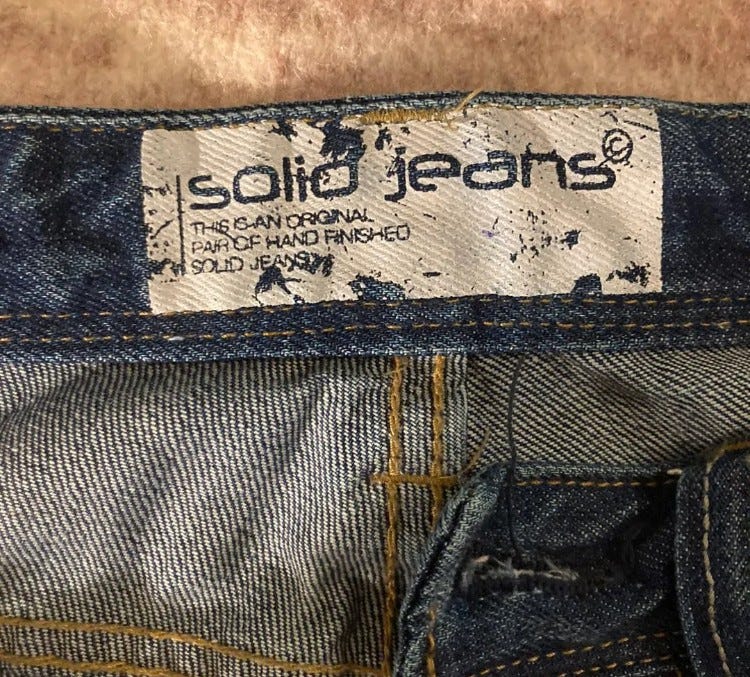 solid jeans©
THIS IS AN ORIGINAL
PAIR OF HAND FINISHED
SOLID JEANS